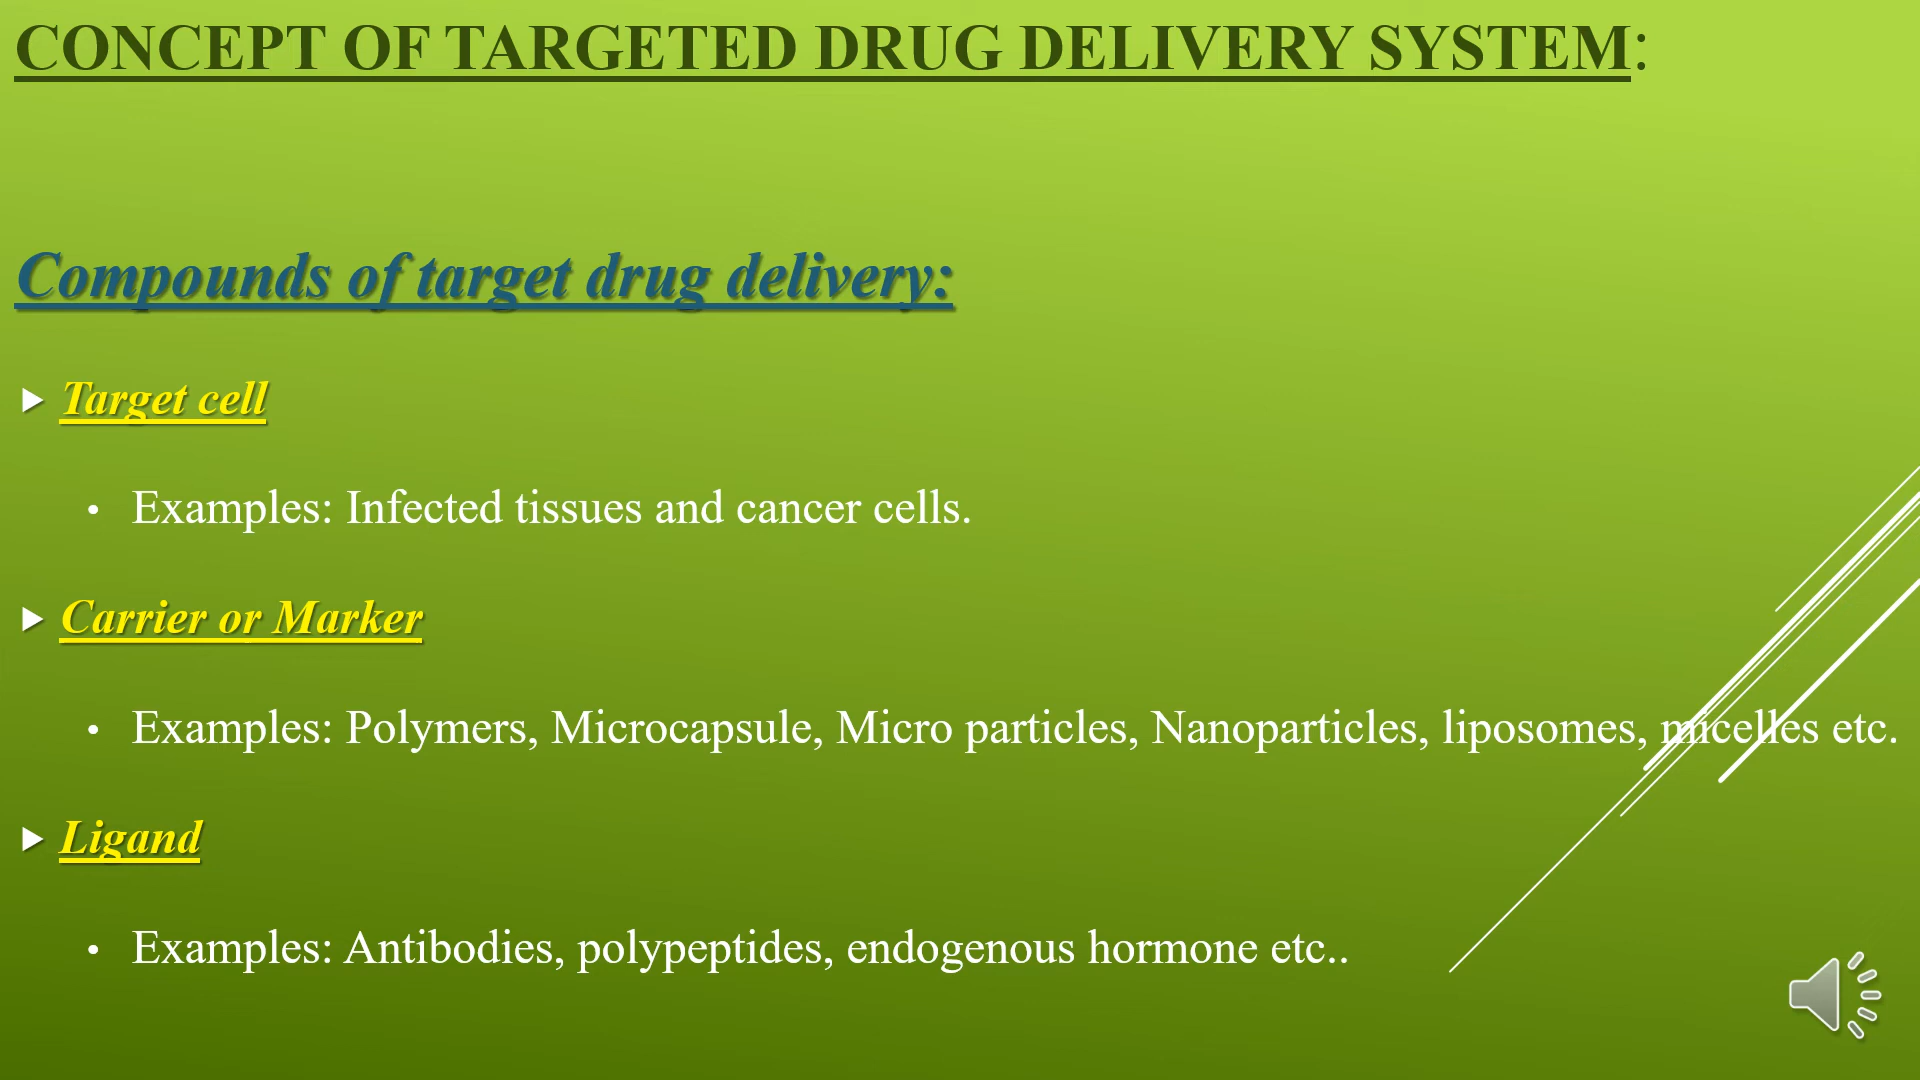 CONCEPT OF TARGETED DRUG DELIVERY SYSTEM:
Compounds of target drug delivery:
Target cell
• Examples: Infected tissues and cancer cells.
Carrier or Marker
• Examples: Polymers, Microcapsule, Micro particles, Nanoparticles, liposomes, micelles etc.
Ligand
• Examples: Antibodies, polypeptides, endogenous hormone etc..